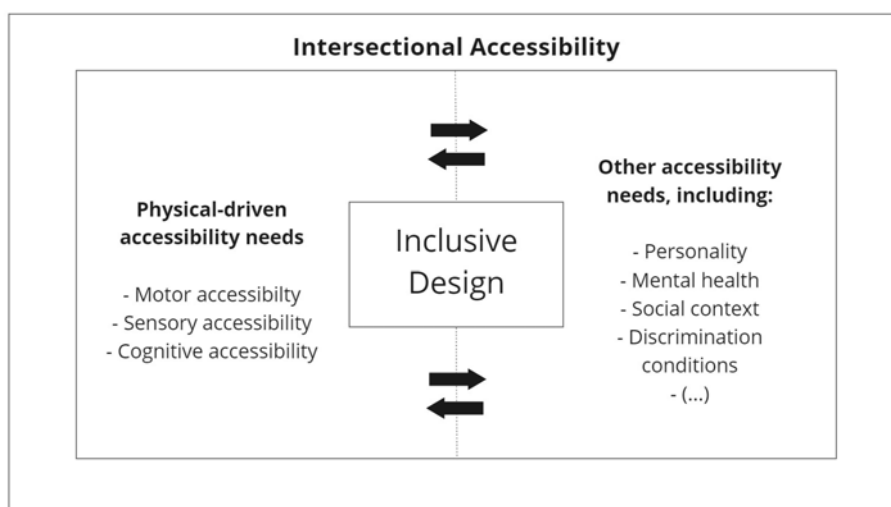 Intersectional Accessibility
Physical-driven
accessibility needs
- Motor accessibilty
- Sensory accessibility
- Cognitive accessibility
Inclusive
Design
Other accessibility
needs, including:
- Personality
- Mental health
- Social context
- Discrimination
conditions
- (...)